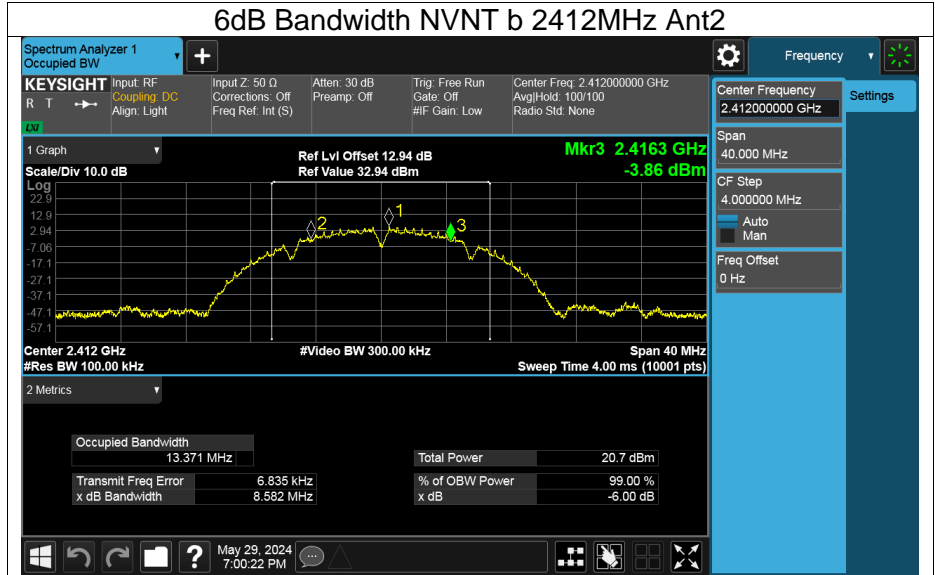 6dB Bandwidth NVNT b 2412MHz Ant2
Spectrum Analyzer 1
Occupied BW
+
Frequency
KEYSIGHT
R T
LXI
Input: RF
Coupling: DC
Align: Light
Input Z: 50 Ω
Corrections: Off
Freq Ref: Int (S)
Atten: 30 dB
Preamp: Off
Trig: Free Run
Gate: Off
#IF Gain: Low
Center Freq: 2.412000000 GHz
Avg|Hold: 100/100
Radio Std: None
Center Frequency
2.412000000 GHz
Settings
Span
40.000 MHz
CF Step
4.000000 MHz
Auto
Man
Freq Offset
0 Hz
1 Graph
Scale/Div 10.0 dB
Ref Lvl Offset 12.94 dB
Ref Value 32.94 dBm
Mkr3 2.4163 GHz
-3.86 dBm
Log
22.9
12.9
2.94
-7.06
-17.1
-27.1
-37.1
-47.1
-57.1
2
1
3
Center 2.412 GHz
#Res BW 100.00 kHz
#Video BW 300.00 kHz
Span 40 MHz
Sweep Time 4.00 ms (10001 pts)
2 Metrics
Occupied Bandwidth
13.371 MHz
Total Power 20.7 dBm
Transmit Freq Error 6.835 kHz
% of OBW Power 99.00 %
x dB Bandwidth 8.582 MHz
x dB -6.00 dB
?
May 29, 2024
7:00:22 PM